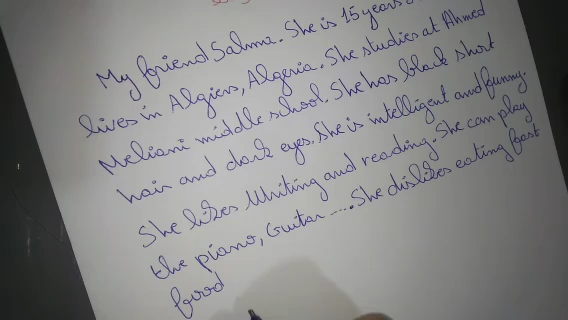 My friend Salma. She is 15 years
lives in Algiers, Algeria. She studies at Ahmed
Meliani middle school. She has black short
hair and dark eyes. She is intelligent and funny.
She likes Writing and reading. She can play
the piano, Guitar ..... She dislikes eating fast
food